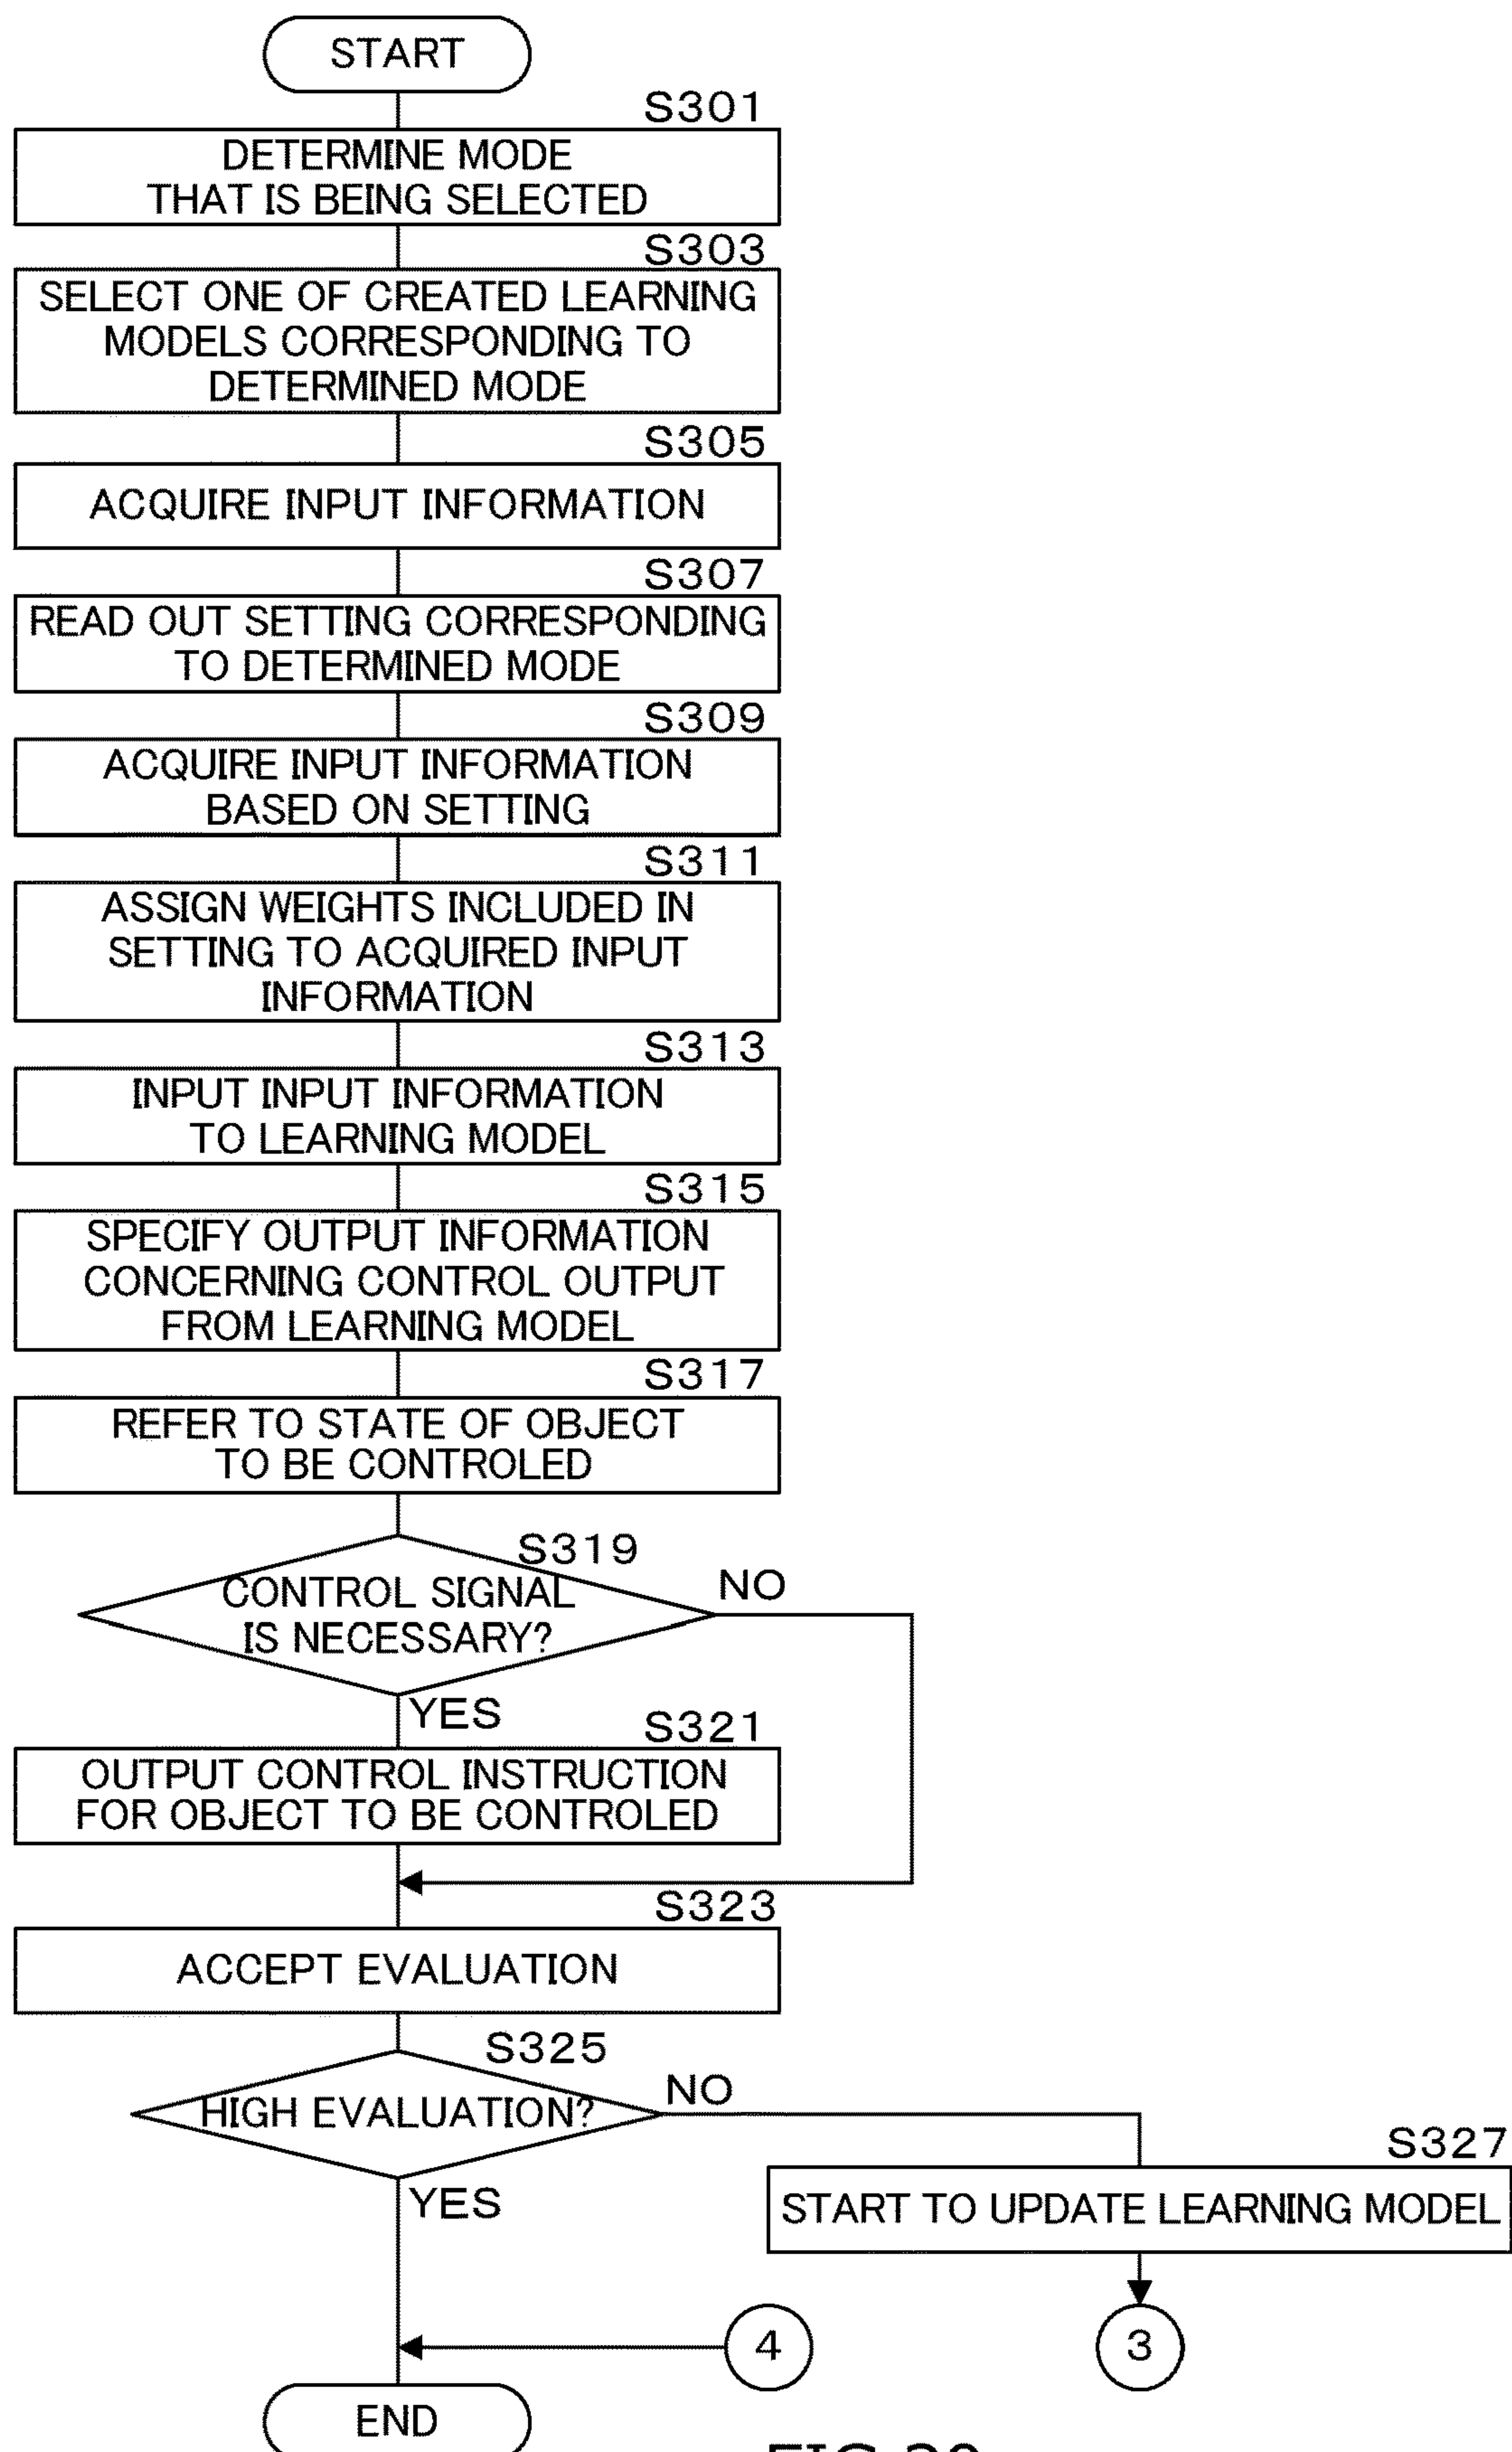 START
S301
DETERMINE MODE
THAT IS BEING SELECTED
S303
SELECT ONE OF CREATED LEARNING
MODELS CORRESPONDING TO
DETERMINED MODE
S305
ACQUIRE INPUT INFORMATION
S307
READ OUT SETTING CORRESPONDING
TO DETERMINED MODE
S309
ACQUIRE INPUT INFORMATION
BASED ON SETTING
S311
ASSIGN WEIGHTS INCLUDED IN
SETTING TO ACQUIRED INPUT
INFORMATION
S313
INPUT INPUT INFORMATION
TO LEARNING MODEL
S315
SPECIFY OUTPUT INFORMATION
CONCERNING CONTROL OUTPUT
FROM LEARNING MODEL
S317
REFER TO STATE OF OBJECT
TO BE CONTROLED
S319
CONTROL SIGNAL
IS NECESSARY?
NO
YES
S321
OUTPUT CONTROL INSTRUCTION
FOR OBJECT TO BE CONTROLED
S323
ACCEPT EVALUATION
S325
HIGH EVALUATION?
NO
YES
S327
START TO UPDATE LEARNING MODEL
4
3
END